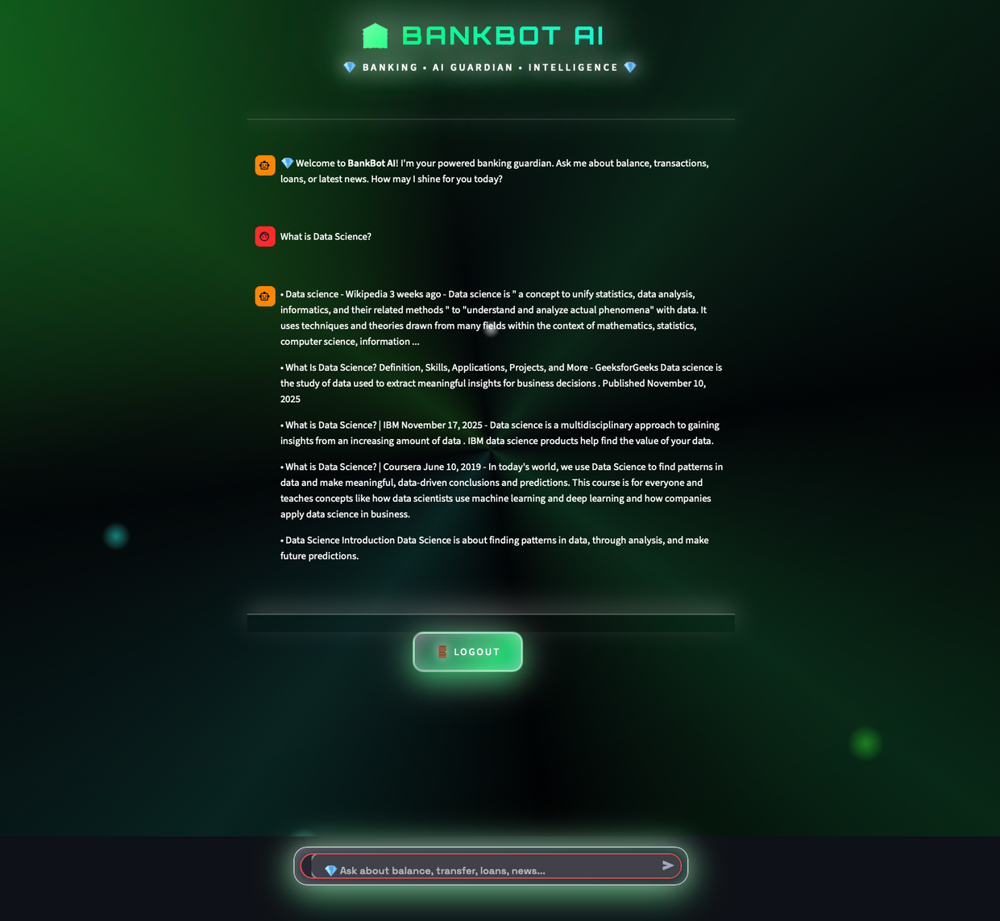 BANKBOT AI
💎 BANKING • AI GUARDIAN • INTELLIGENCE 💎
💎 Welcome to BankBot AI! I'm your powered banking guardian. Ask me about balance, transactions,
loans, or latest news. How may I shine for you today?
What is Data Science?
• Data science - Wikipedia 3 weeks ago - Data science is " a concept to unify statistics, data analysis,
informatics, and their related methods " to "understand and analyze actual phenomena" with data. It
uses techniques and theories drawn from many fields within the context of mathematics, statistics,
computer science, information ...
• What Is Data Science? Definition, Skills, Applications, Projects, and More - GeeksforGeeks Data science is
the study of data used to extract meaningful insights for business decisions . Published November 10,
2025
• What is Data Science? | IBM November 17, 2025 - Data science is a multidisciplinary approach to gaining
insights from an increasing amount of data . IBM data science products help find the value of your data.
• What is Data Science? | Coursera June 10, 2019 - In today's world, we use Data Science to find patterns in
data and make meaningful, data-driven conclusions and predictions. This course is for everyone and
teaches concepts like how data scientists use machine learning and deep learning and how companies
apply data science in business.
• Data Science Introduction Data Science is about finding patterns in data, through analysis, and make
future predictions.
🚪 LOGOUT
💎 Ask about balance, transfer, loans, news...